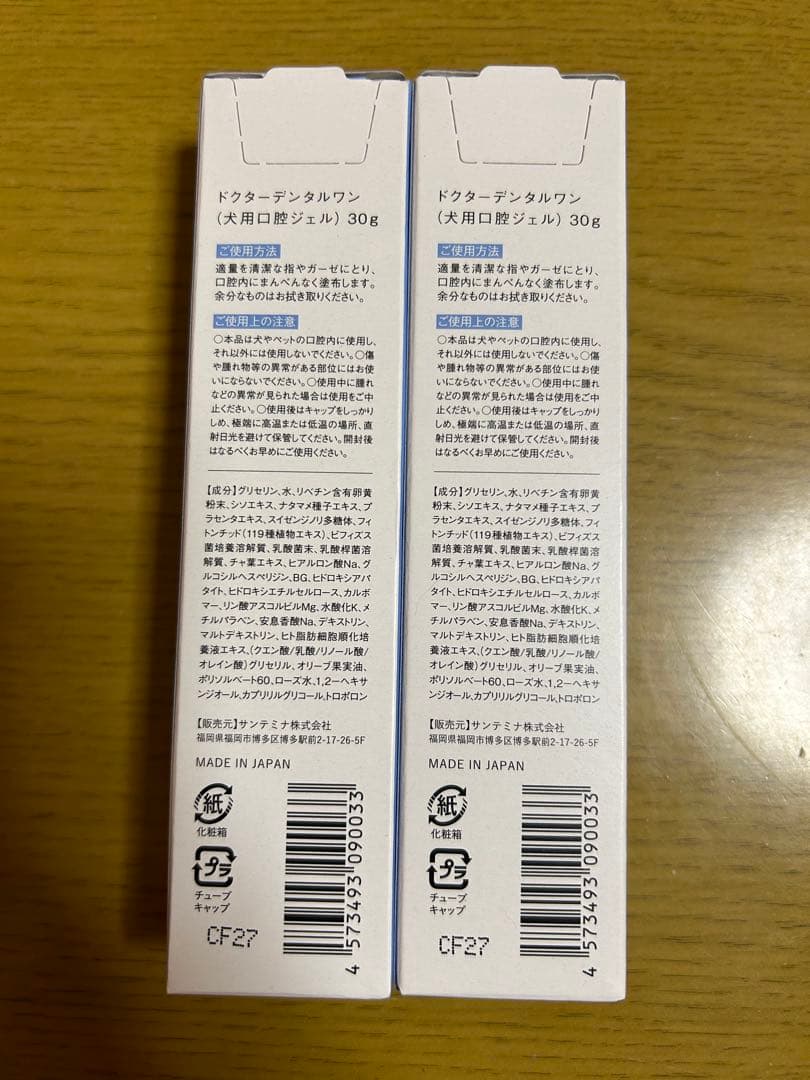 ドクターデンタルワン
（犬用口腔ジェル）30g
ご使用方法
適量を清潔な指やガーゼにとり、
口腔内にまんべんなく塗布します。
余分なものはお拭き取りください。
ご使用上の注意
○本品は犬やペットの口腔内に使用し、
それ以外には使用しないでください。○傷
や腫れ物等の異常がある部位にはお使
いにならないでください。○使用中に腫れ
などの異常が見られた場合は使用をご中
止ください。○使用後はキャップをしっかり
しめ、極端に高温または低温の場所、直
射日光を避けて保管してください。開封後
はなるべくお早めにご使用ください。
【成分】グリセリン、水、リベチン含有卵黄
粉末、シソエキス、ナタマメ種子エキス、プ
ラセンタエキス、スイゼンジノリ多糖体、フィ
トンチッド（119種植物エキス）、ビフィズス
菌培養溶解質、乳酸菌末、乳酸桿菌溶
解質、チャ葉エキス、ヒアルロン酸Na、グ
ルコシルヘスペリジン、BG、ヒドロキシアパ
タイト、ヒドロキシエチルセルロース、カルボ
マー、リン酸アスコルビルMg、水酸化K、メ
チルパラベン、安息香酸Na、デキストリン、
マルトデキストリン、ヒト脂肪細胞順化培
養液エキス、（クエン酸/乳酸/リノール酸/
オレイン酸）グリセリル、オリーブ果実油、
ポリソルベート60、ローズ水、1,2ーヘキサ
ンジオール、カプリリルグリコール、トロポロン
【販売元】サンテミナ株式会社
福岡県福岡市博多区博多駅前2-17-26-5F
MADE IN JAPAN
紙
化粧箱
プラ
チューブ
キャップ
CF27
4 573493 090033
ドクターデンタルワン
（犬用口腔ジェル）30g
ご使用方法
適量を清潔な指やガーゼにとり、
口腔内にまんべんなく塗布します。
余分なものはお拭き取りください。
ご使用上の注意
○本品は犬やペットの口腔内に使用し、
それ以外には使用しないでください。○傷
や腫れ物等の異常がある部位にはお使
いにならないでください。○使用中に腫れ
などの異常が見られた場合は使用をご中
止ください。○使用後はキャップをしっかり
しめ、極端に高温または低温の場所、直
射日光を避けて保管してください。開封後
はなるべくお早めにご使用ください。
【成分】グリセリン、水、リベチン含有卵黄
粉末、シソエキス、ナタマメ種子エキス、プ
ラセンタエキス、スイゼンジノリ多糖体、フィ
トンチッド（119種植物エキス）、ビフィズス
菌培養溶解質、乳酸菌末、乳酸桿菌溶
解質、チャ葉エキス、ヒアルロン酸Na、グ
ルコシルヘスペリジン、BG、ヒドロキシアパ
タイト、ヒドロキシエチルセルロース、カルボ
マー、リン酸アスコルビルMg、水酸化K、メ
チルパラベン、安息香酸Na、デキストリン、
マルトデキストリン、ヒト脂肪細胞順化培
養液エキス、（クエン酸/乳酸/リノール酸/
オレイン酸）グリセリル、オリーブ果実油、
ポリソルベート60、ローズ水、1,2ーヘキサ
ンジオール、カプリリルグリコール、トロポロン
【販売元】サンテミナ株式会社
福岡県福岡市博多区博多駅前2-17-26-5F
MADE IN JAPAN
紙
化粧箱
プラ
チューブ
キャップ
CF27
4 573493 090033